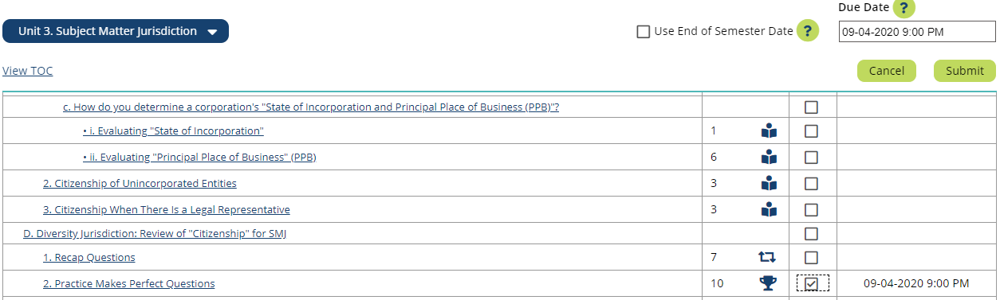 Due Date ?
Unit 3. Subject Matter Jurisdiction
Use End of Semester Date ?
09-04-2020 9:00 PM
View TOC
Cancel
Submit
c. How do you determine a corporation's "State of Incorporation and Principal Place of Business (PPB)"?
• i. Evaluating "State of Incorporation" 1
• ii. Evaluating "Principal Place of Business" (PPB) 6
2. Citizenship of Unincorporated Entities 3
3. Citizenship When There Is a Legal Representative 3
D. Diversity Jurisdiction: Review of "Citizenship" for SMJ
1. Recap Questions 7
2. Practice Makes Perfect Questions 10 09-04-2020 9:00 PM